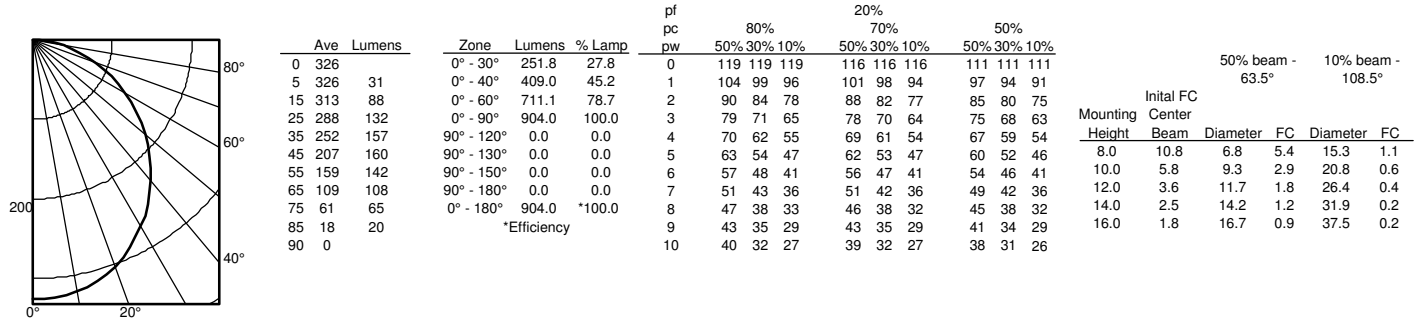 80°
60°
40°
20°
0°
200
Ave Lumens
0 326
5 326 31
15 313 88
25 288 132
35 252 157
45 207 160
55 159 142
65 109 108
75 61 65
85 18 20
90 0
Zone Lumens % Lamp
0° - 30° 251.8 27.8
0° - 40° 409.0 45.2
0° - 60° 711.1 78.7
0° - 90° 904.0 100.0
90° - 120° 0.0 0.0
90° - 130° 0.0 0.0
90° - 150° 0.0 0.0
90° - 180° 0.0 0.0
0° - 180° 904.0 *100.0
*Efficiency
pf 20%
pc 80% 70% 50%
pw 50% 30% 10% 50% 30% 10% 50% 30% 10%
0 119 119 119 116 116 116 111 111 111
1 104 99 96 101 98 94 97 94 91
2 90 84 78 88 82 77 85 80 75
3 79 71 65 78 70 64 75 68 63
4 70 62 55 69 61 54 67 59 54
5 63 54 47 62 53 47 60 52 46
6 57 48 41 56 47 41 54 46 41
7 51 43 36 51 42 36 49 42 36
8 47 38 33 46 38 32 45 38 32
9 43 35 29 43 35 29 41 34 29
10 40 32 27 39 32 27 38 31 26
50% beam - 10% beam -
63.5° 108.5°
Inital FC
Mounting Center
Height Beam Diameter FC Diameter FC
8.0 10.8 6.8 5.4 15.3 1.1
10.0 5.8 9.3 2.9 20.8 0.6
12.0 3.6 11.7 1.8 26.4 0.4
14.0 2.5 14.2 1.2 31.9 0.2
16.0 1.8 16.7 0.9 37.5 0.2